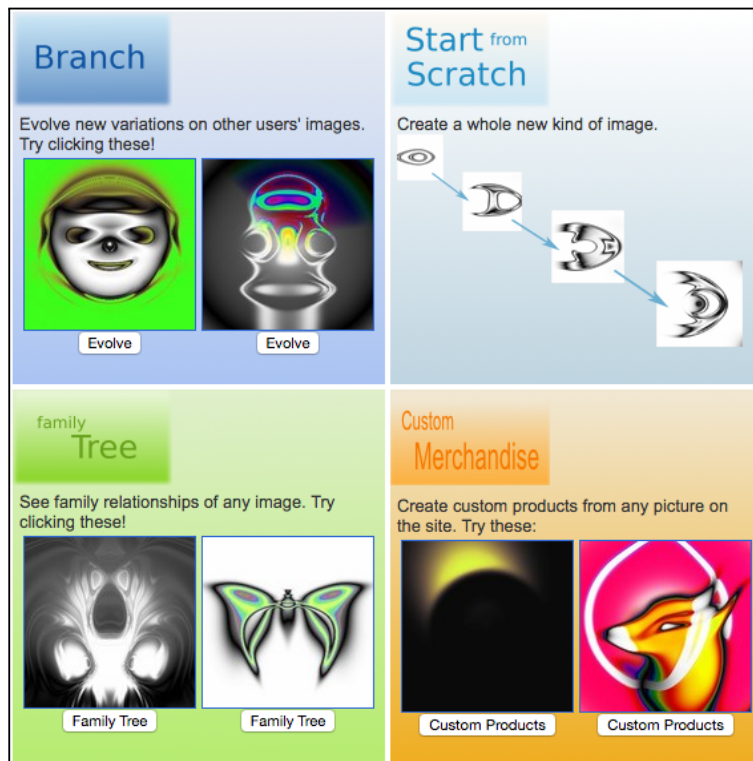 Branch
Evolve new variations on other users' images.
Try clicking these!
Evolve
Evolve
Start from
Scratch
Create a whole new kind of image.
family
Tree
See family relationships of any image. Try
clicking these!
Family Tree
Family Tree
Custom
Merchandise
Create custom products from any picture on
the site. Try these:
Custom Products
Custom Products